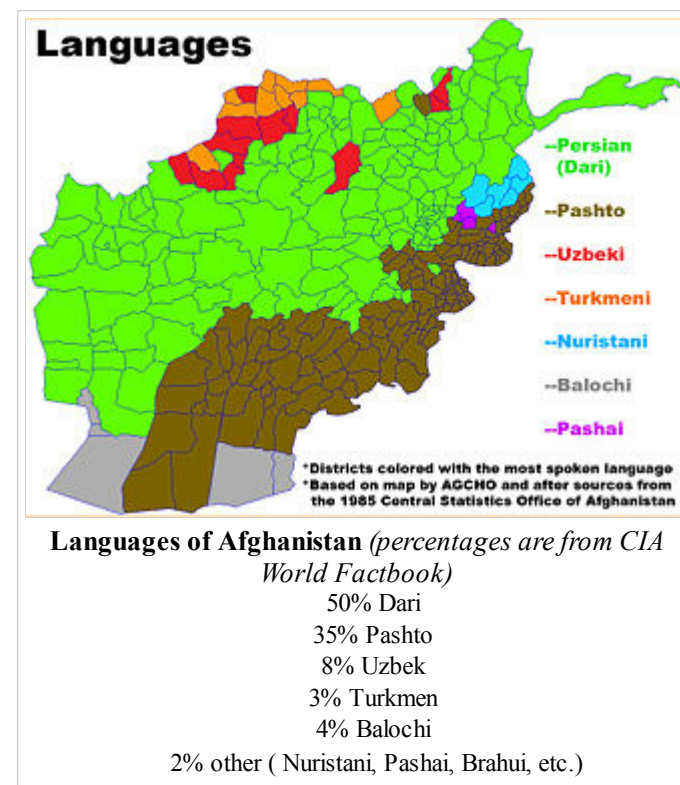 Languages
--Persian
(Dari)
--Pashto
--Uzbeki
--Turkmeni
--Nuristani
--Balochi
--Pashai
*Districts colored with the most spoken language
*Based on map by AGCHO and after sources from
the 1985 Central Statistics Office of Afghanistan
Languages of Afghanistan (percentages are from CIA
World Factbook)
50% Dari
35% Pashto
8% Uzbek
3% Turkmen
4% Balochi
2% other ( Nuristani, Pashai, Brahui, etc.)